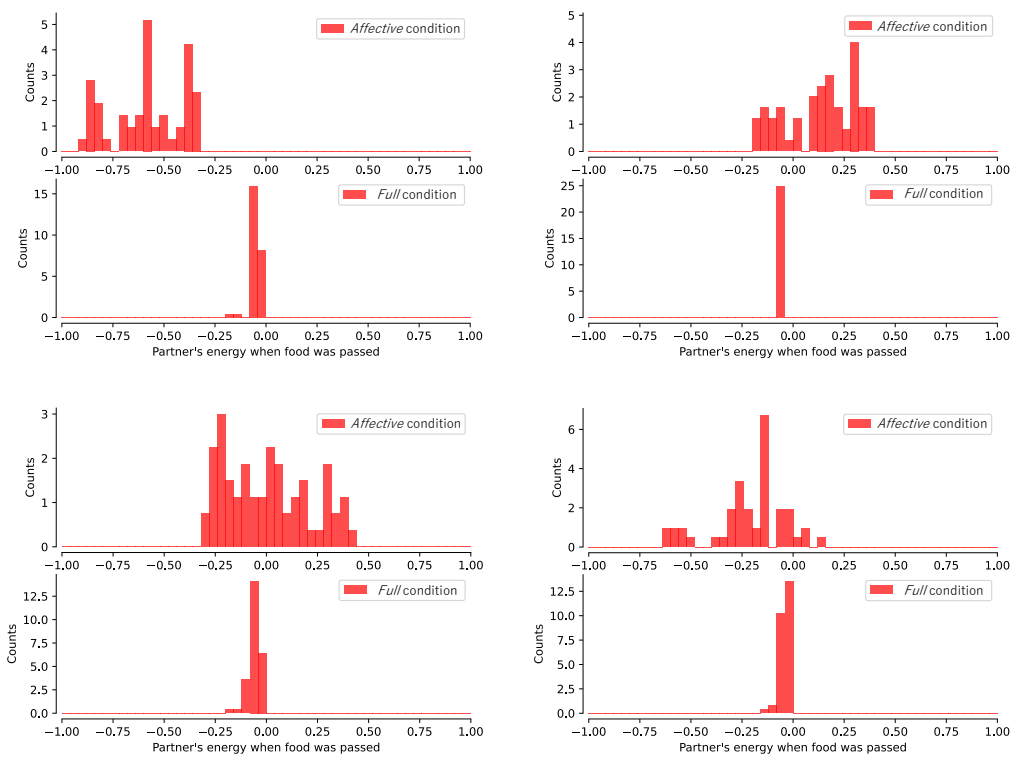 5
4
3
2
1
0
Counts
Affective condition
−1.00 −0.75 −0.50 −0.25 0.00 0.25 0.50 0.75 1.00
15
10
5
0
Counts
Full condition
−1.00 −0.75 −0.50 −0.25 0.00 0.25 0.50 0.75 1.00
Partner's energy when food was passed
5
4
3
2
1
0
Counts
Affective condition
−1.00 −0.75 −0.50 −0.25 0.00 0.25 0.50 0.75 1.00
25
20
15
10
5
0
Counts
Full condition
−1.00 −0.75 −0.50 −0.25 0.00 0.25 0.50 0.75 1.00
Partner's energy when food was passed
3
2
1
0
Counts
Affective condition
−1.00 −0.75 −0.50 −0.25 0.00 0.25 0.50 0.75 1.00
12.5
10.0
7.5
5.0
2.5
0.0
Counts
Full condition
−1.00 −0.75 −0.50 −0.25 0.00 0.25 0.50 0.75 1.00
Partner's energy when food was passed
6
4
2
0
Counts
Affective condition
−1.00 −0.75 −0.50 −0.25 0.00 0.25 0.50 0.75 1.00
12.5
10.0
7.5
5.0
2.5
0.0
Counts
Full condition
−1.00 −0.75 −0.50 −0.25 0.00 0.25 0.50 0.75 1.00
Partner's energy when food was passed